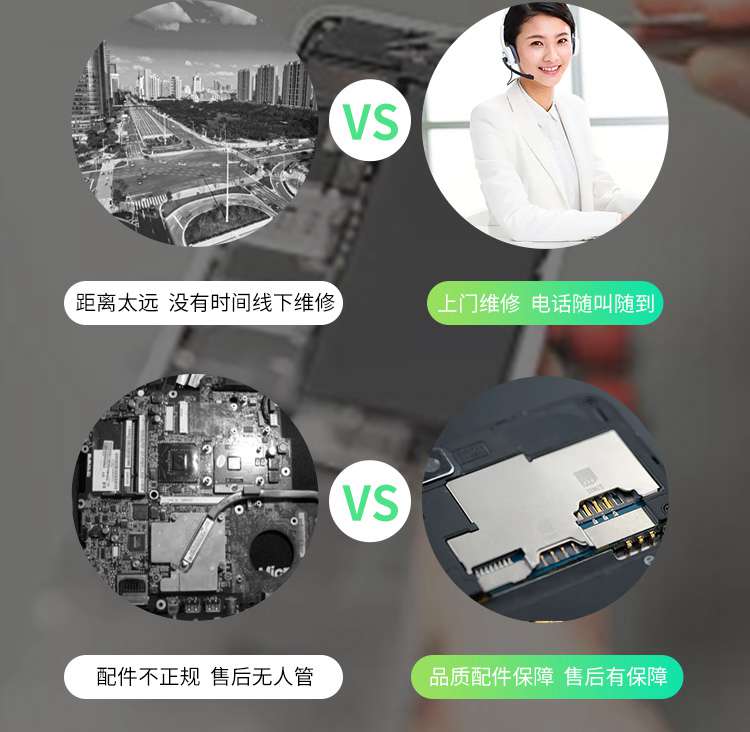 VS
距离太远 没有时间线下维修
上门维修 电话随叫随到
VS
配件不正规 售后无人管
品质配件保障 售后有保障